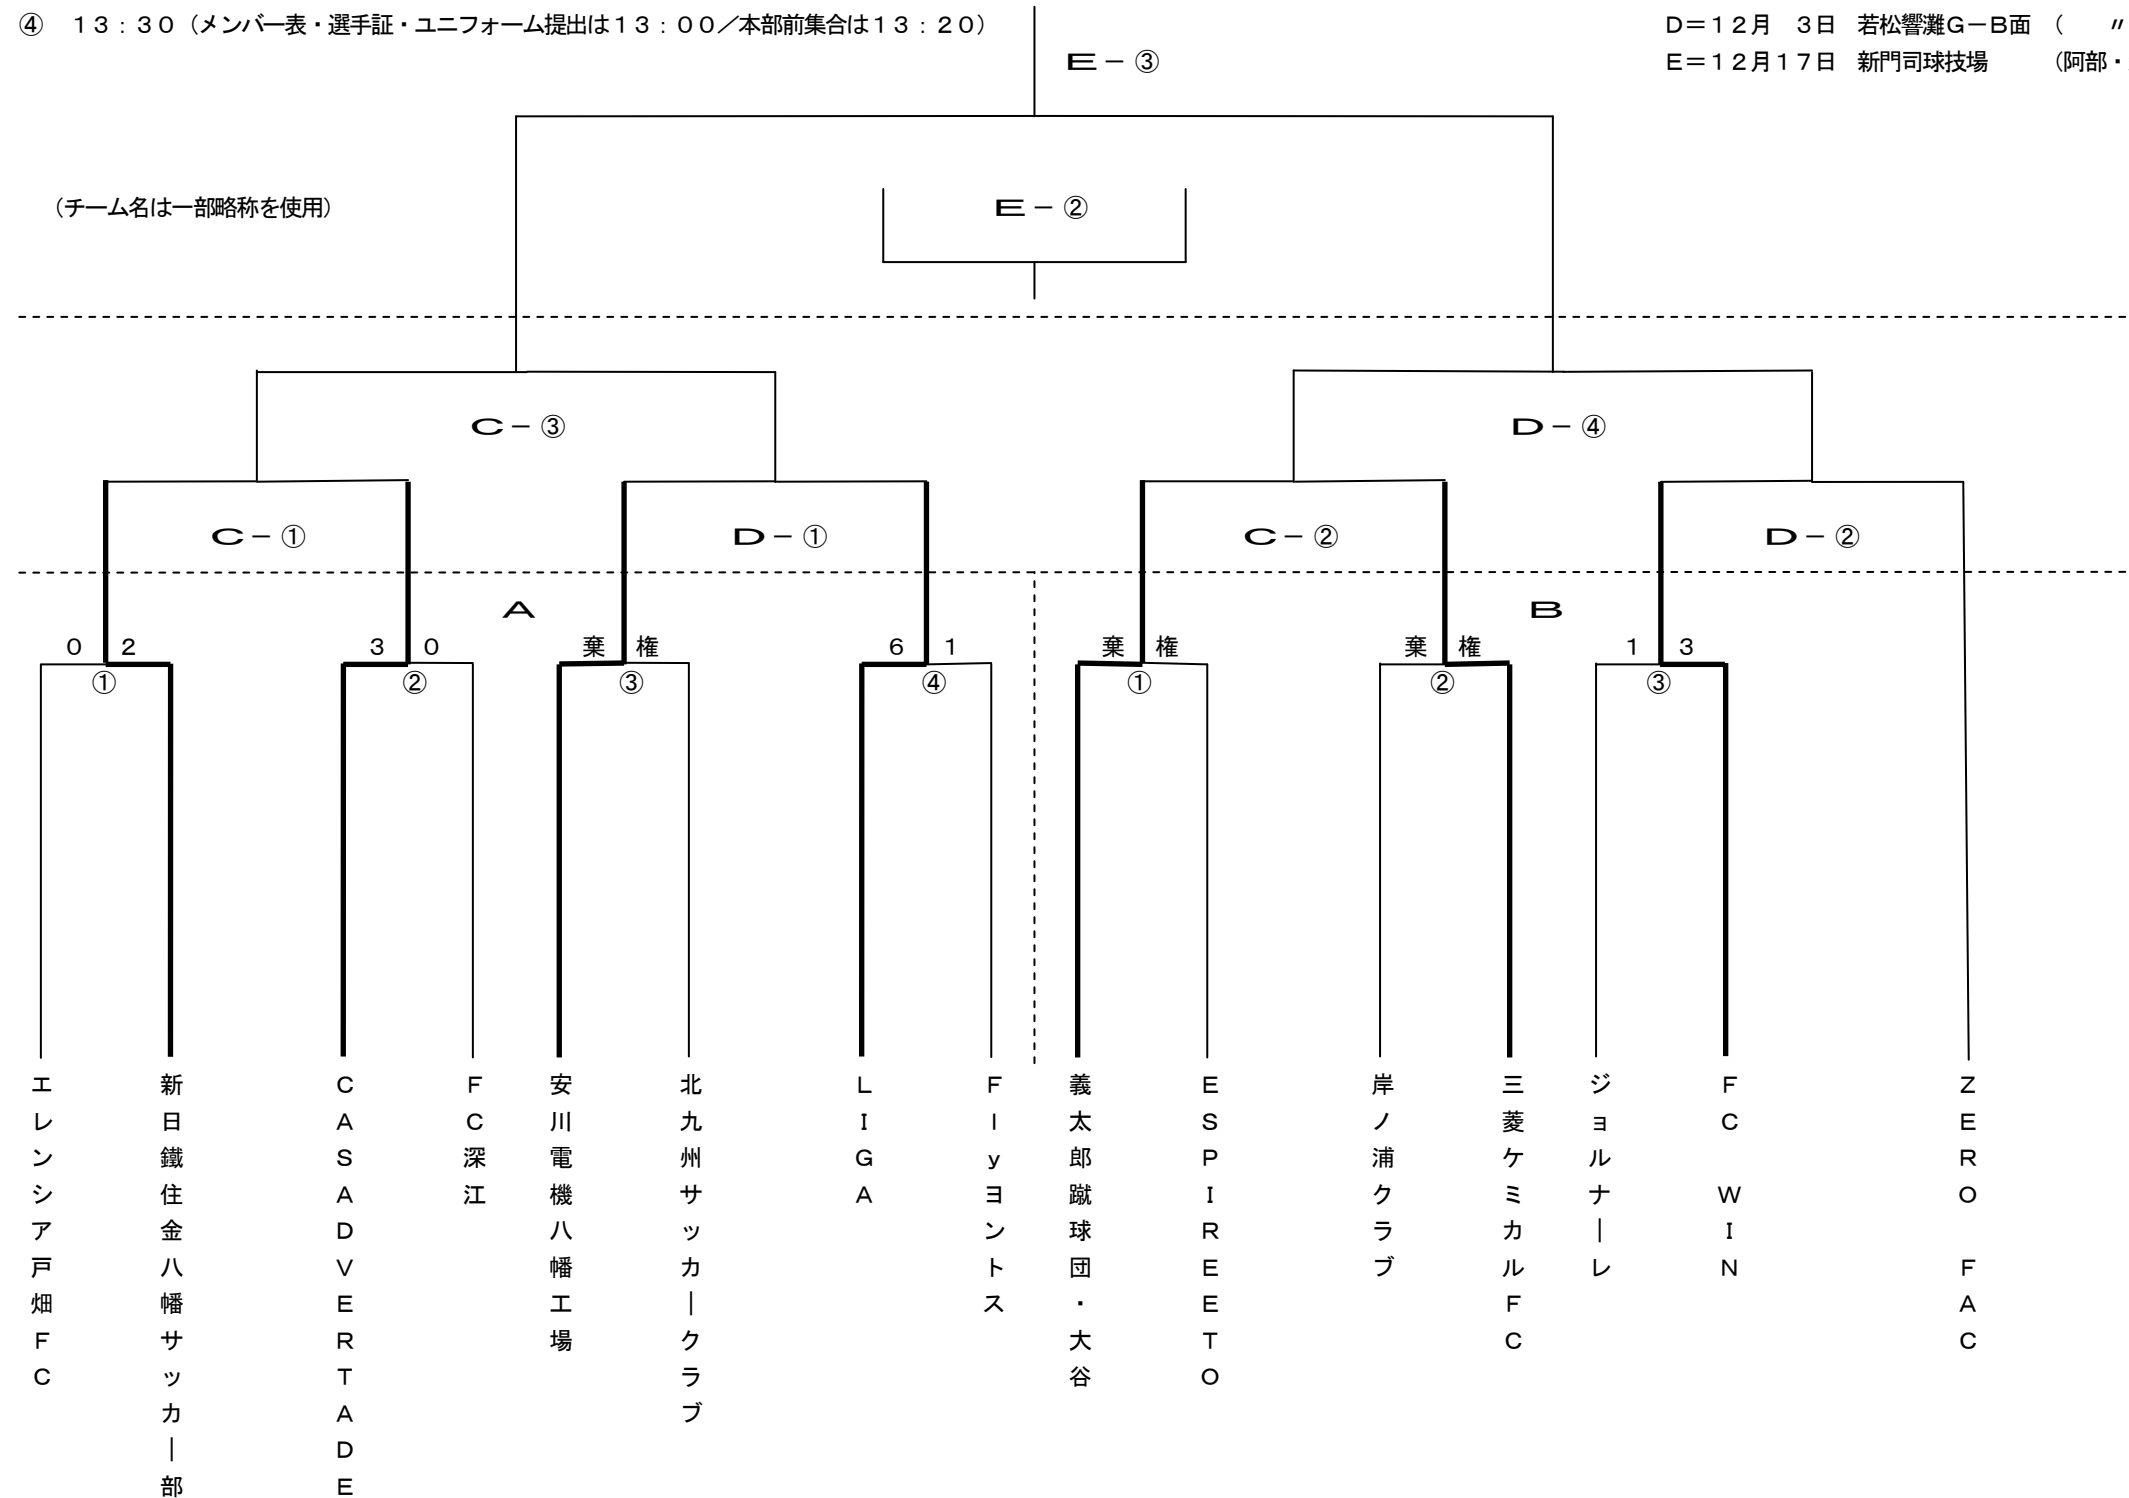 ④　１３：３０（メンバー表・選手証・ユニフォーム提出は１３：００／本部前集合は１３：２０）
Ｄ＝１２月　３日　若松響灘Ｇ－Ｂ面　（　　〃
Ｅ＝１２月１７日　新門司球技場　　　（阿部・
Ｅ－③
（チーム名は一部略称を使用）
Ｅ－②
Ｃ－③
Ｄ－④
Ｃ－①
Ｄ－①
Ｃ－②
Ｄ－②
Ａ
Ｂ
０ ２
３ ０
棄 権
６ １
棄 権
棄 権
１ ３
①
②
③
④
①
②
③
エレンシア戸畑ＦＣ
新日鐵住金八幡サッカー部
ＣＡＳＡＤＶＥＲＴＡＤＥ
ＦＣ深江
安川電機八幡工場
北九州サッカークラブ
ＬＩＧＡ
Ｆｌｙヨントス
義太郎蹴球団・大谷
ＥＳＰＩＲＥＥＴＯ
岸ノ浦クラブ
三菱ケミカルＦＣ
ジョルナーレ
ＦＣ　ＷＩＮ
ＺＥＲＯ　ＦＡＣ